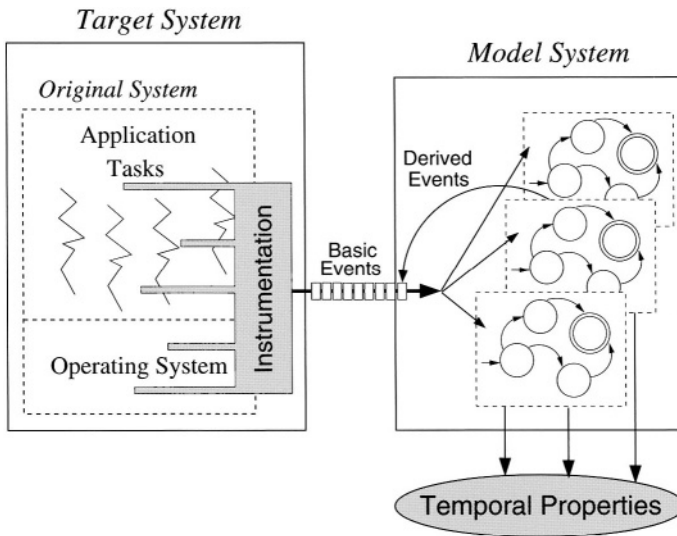 Target System
Model System
Original System
Application
Tasks
Derived
Events
Instrumentation
Basic
Events
Operating System
Temporal Properties